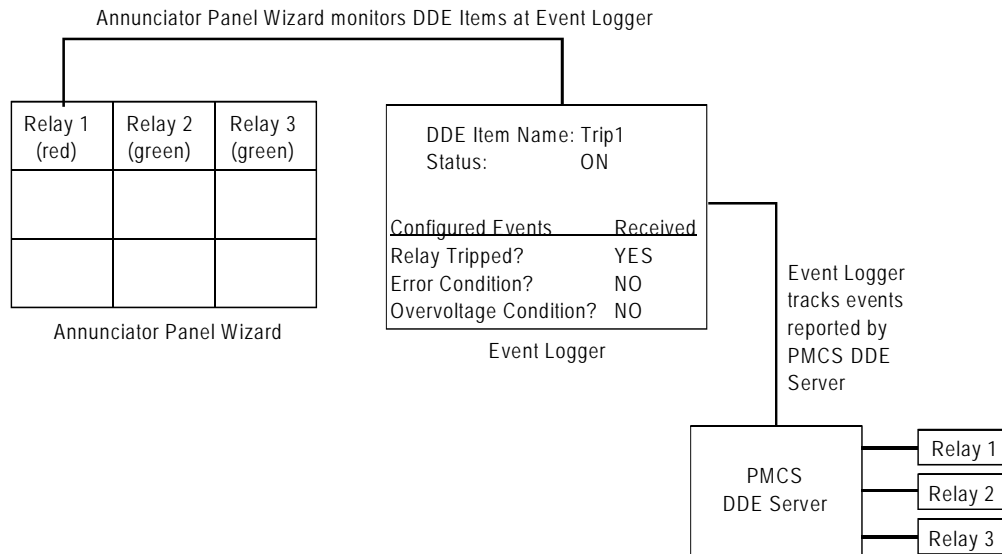 Annunciator Panel Wizard monitors DDE Items at Event Logger
Relay 1
(red)
Relay 2
(green)
Relay 3
(green)
Annunciator Panel Wizard
DDE Item Name: Trip1
Status: ON
Configured Events Received
Relay Tripped? YES
Error Condition? NO
Overvoltage Condition? NO
Event Logger
Event Logger
tracks events
reported by
PMCS DDE
Server
PMCS
DDE Server
Relay 1
Relay 2
Relay 3